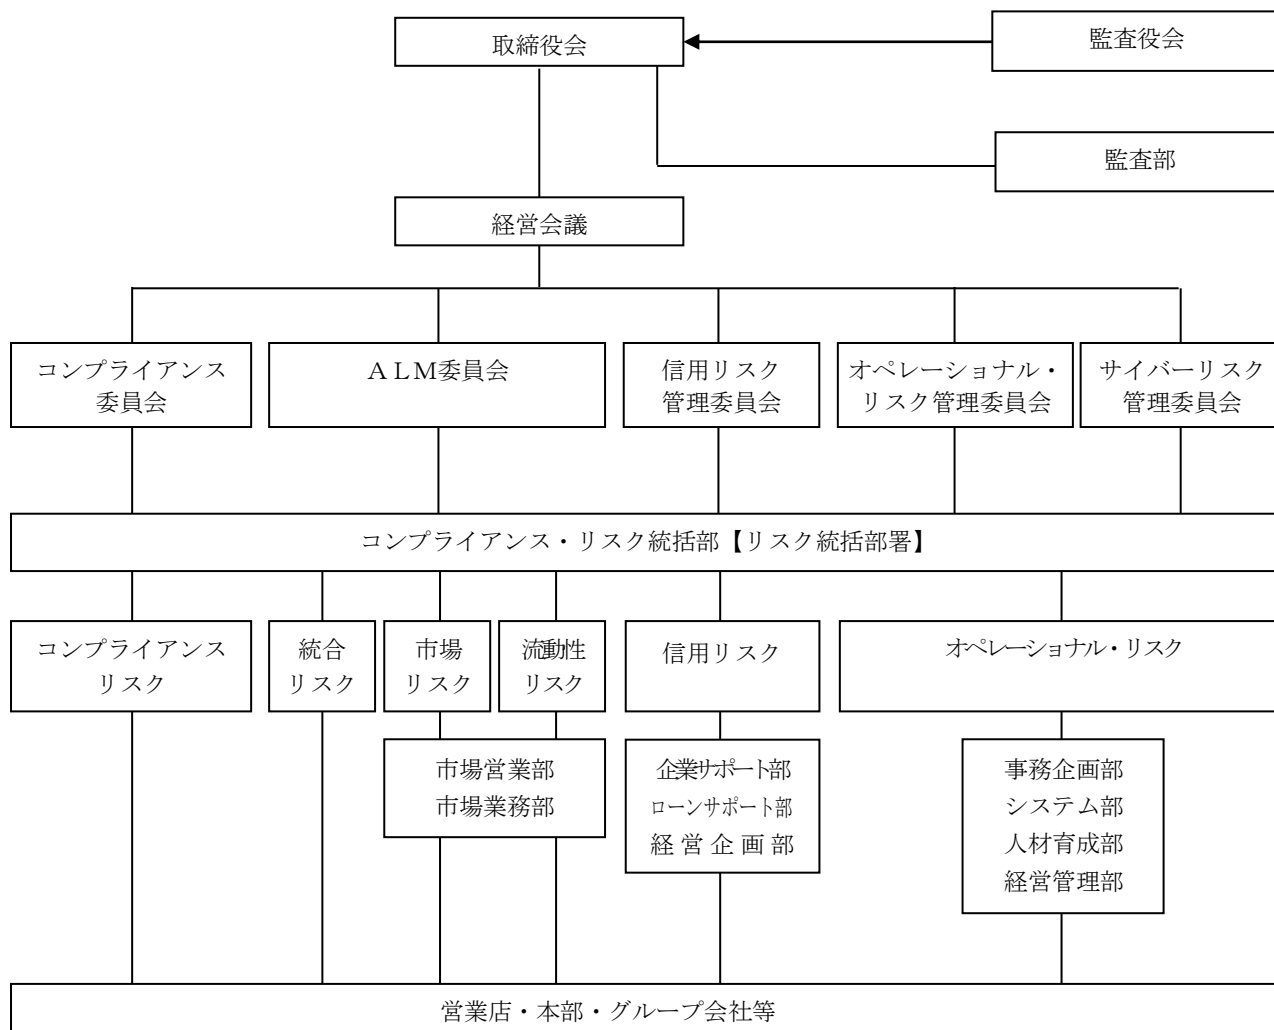 取締役会
監査役会
監査部
経営会議
コンプライアンス
委員会
ＡＬＭ委員会
信用リスク
管理委員会
オペレーショナル・
リスク管理委員会
サイバーリスク
管理委員会
コンプライアンス・リスク統括部【リスク統括部署】
コンプライアンス
リスク
統合
リスク
市場
リスク
流動性
リスク
信用リスク
オペレーショナル・リスク
市場営業部
市場業務部
企業サポート部
ローンサポート部
経営企画部
事務企画部
システム部
人材育成部
経営管理部
営業店・本部・グループ会社等